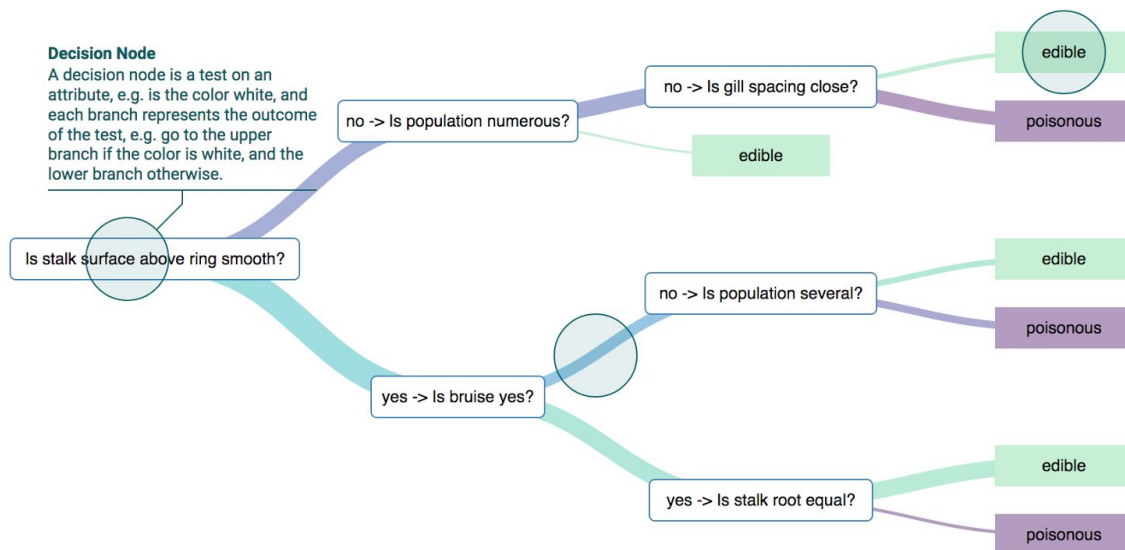 Decision Node
A decision node is a test on an
attribute, e.g. is the color white, and
each branch represents the outcome
of the test, e.g. go to the upper
branch if the color is white, and the
lower branch otherwise.
edible
no -> Is gill spacing close?
no -> Is population numerous?
poisonous
edible
Is stalk surface above ring smooth?
edible
no -> Is population several?
poisonous
yes -> Is bruise yes?
edible
yes -> Is stalk root equal?
poisonous